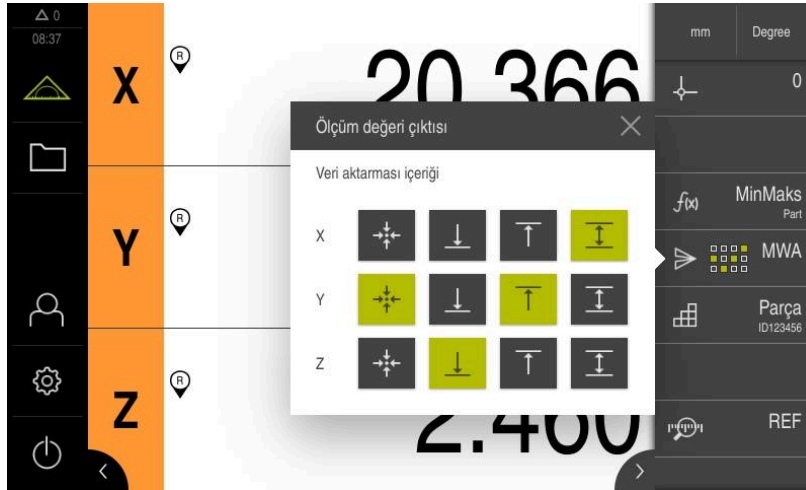 0
08:37
X
R
20.366
mm
Degree
0
Ölçüm değeri çıktısı
Veri aktarması içeriği
X
Y
Z
Y
R
f(x)
MinMaks
Part
MWA
Parça
ID123456
Z
R
2.460
REF